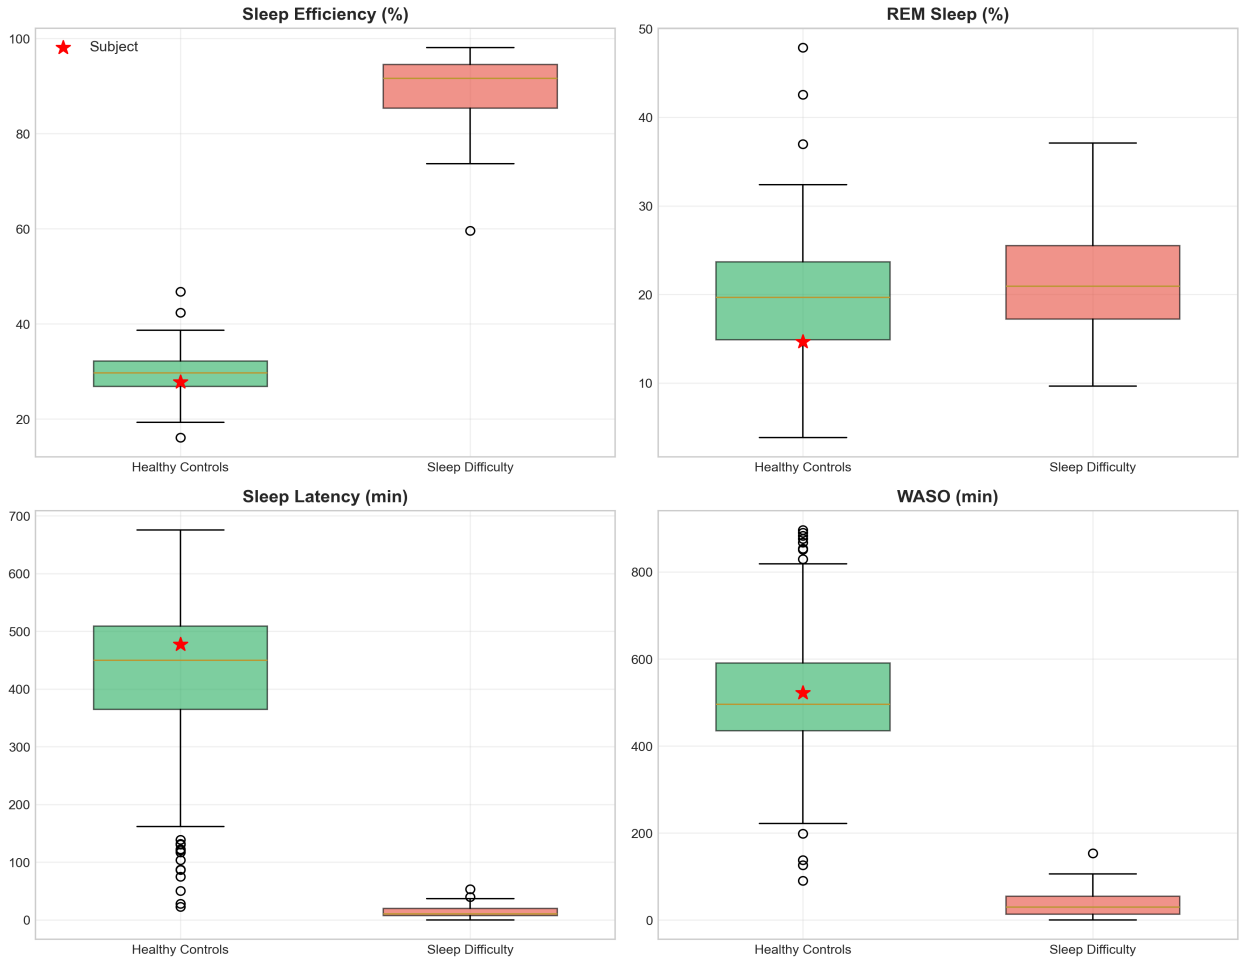 Sleep Efficiency (%)
100
80
60
40
20
Subject
Healthy Controls
Sleep Difficulty
REM Sleep (%)
50
40
30
20
10
Healthy Controls
Sleep Difficulty
Sleep Latency (min)
700
600
500
400
300
200
100
0
Healthy Controls
Sleep Difficulty
WASO (min)
800
600
400
200
0
Healthy Controls
Sleep Difficulty